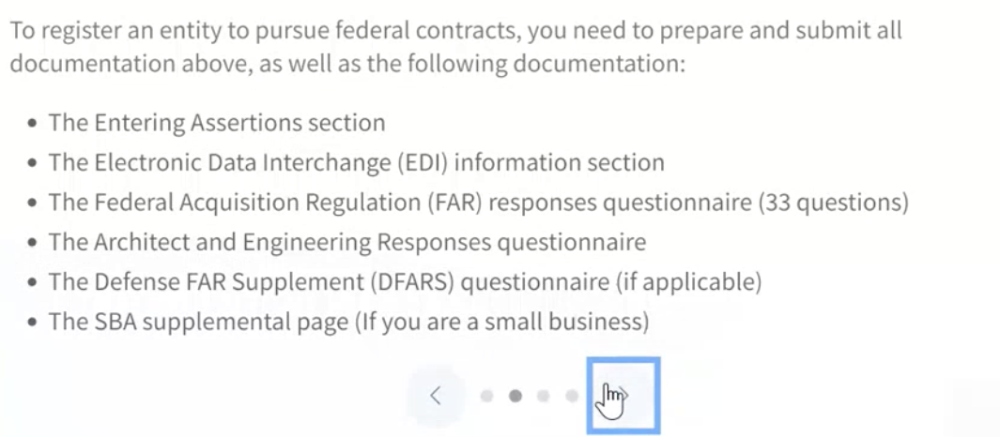 To register an entity to pursue federal contracts, you need to prepare and submit all
documentation above, as well as the following documentation:
• The Entering Assertions section
• The Electronic Data Interchange (EDI) information section
• The Federal Acquisition Regulation (FAR) responses questionnaire (33 questions)
• The Architect and Engineering Responses questionnaire
• The Defense FAR Supplement (DFARS) questionnaire (if applicable)
• The SBA supplemental page (If you are a small business)